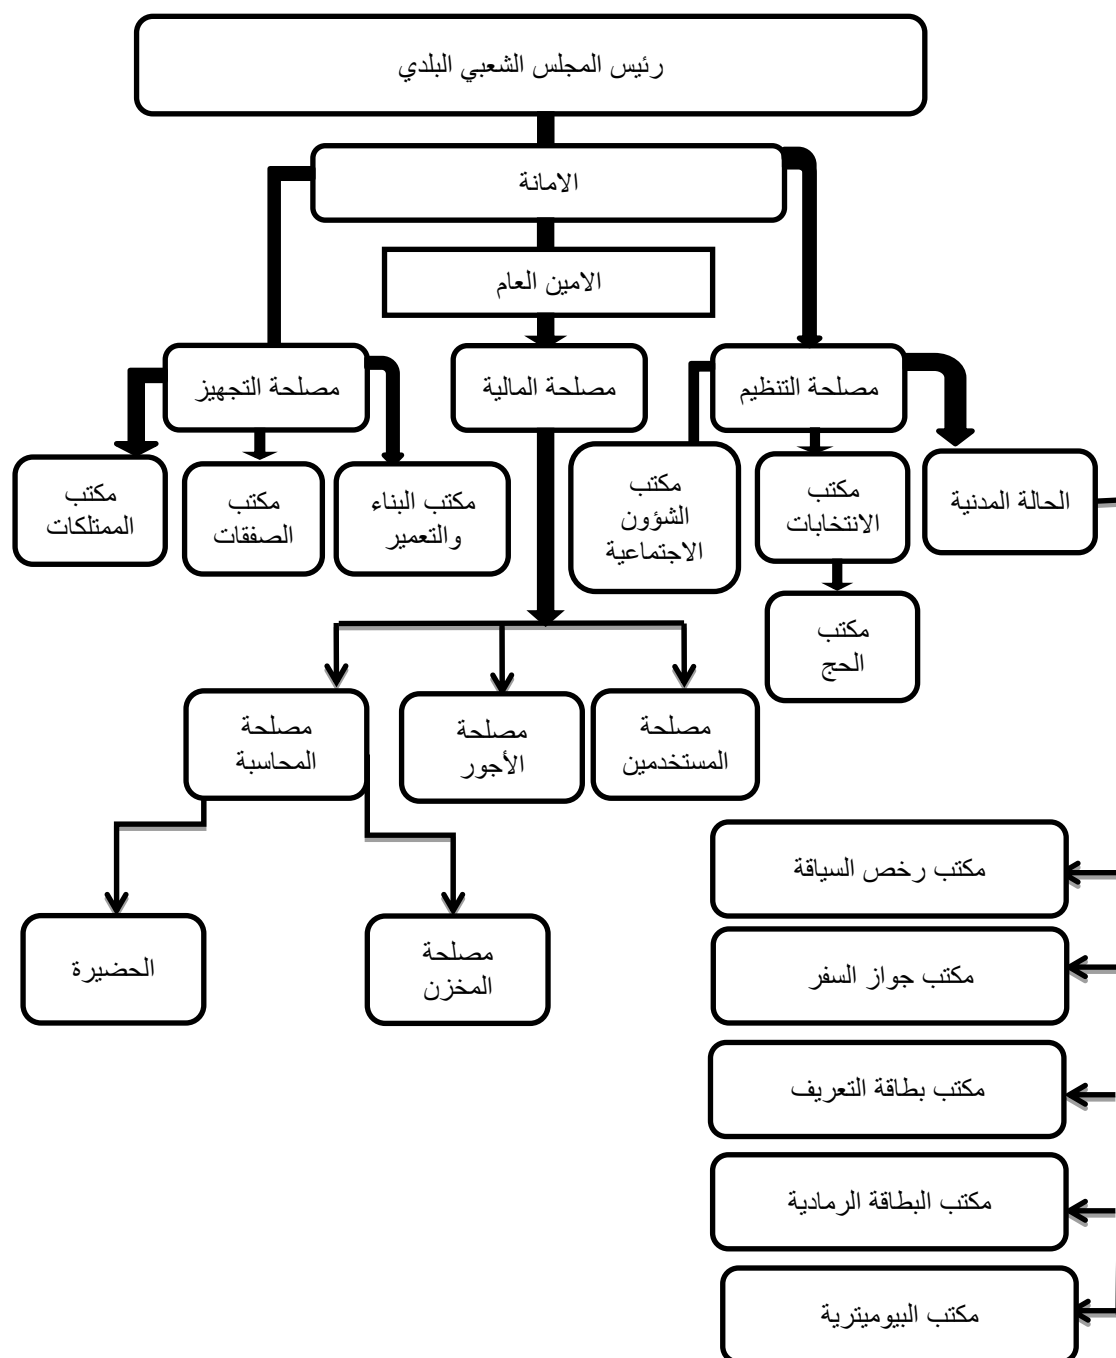 رئيس المجلس الشعبي البلدي
الامانة
الامين العام
مصلحة التنظيم
مصلحة المالية
مصلحة التجهيز
الحالة المدنية
مكتب
الانتخابات
مكتب
الشؤون
الاجتماعية
مكتب البناء
والتعمير
مكتب
الصفقات
مكتب
الممتلكات
مكتب
الحج
مصلحة
المستخدمين
مصلحة
الأجور
مصلحة
المحاسبة
مكتب رخص السياقة
مصلحة
المخزن
الحضيرة
مكتب جواز السفر
مكتب بطاقة التعريف
مكتب البطاقة الرمادية
مكتب البيوميترية